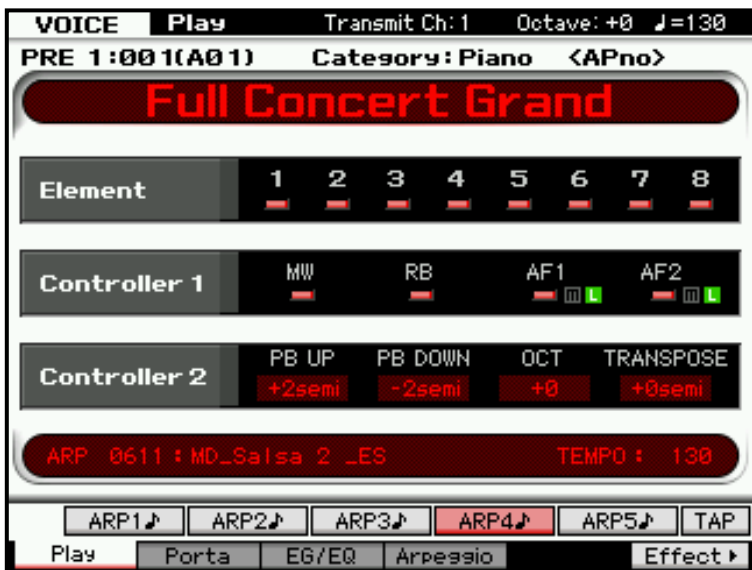 VOICE Play Transmit Ch:1 Octave:+0 ♩=130
PRE 1:001(A01) Category:Piano <APno>
Full Concert Grand
Element 1 2 3 4 5 6 7 8
MW RB AF1 AF2
Controller 1 m L m L
PB UP PB DOWN OCT TRANSPOSE
Controller 2
+2semi -2semi +0 +0semi
ARP 0611:MD_Salsa 2 _ES TEMPO: 130
ARP1♪ ARP2♪ ARP3♪ ARP4♪ ARP5♪ TAP
Play Porta EG/EQ Arpeggio Effect▸